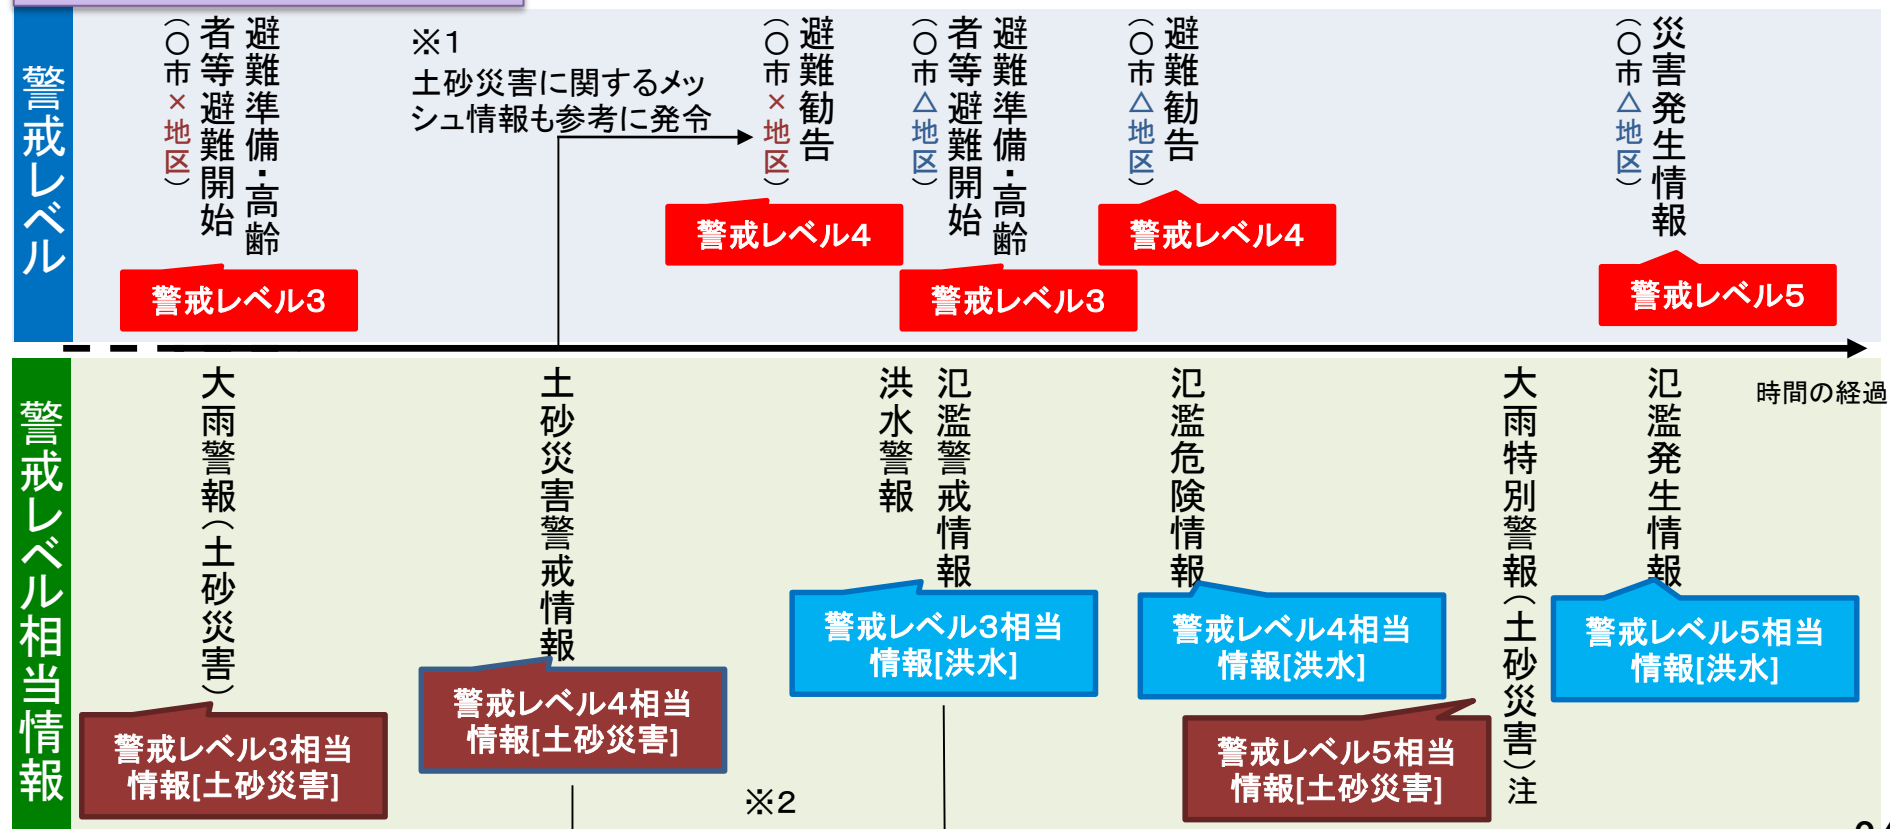 警戒レベル
避難準備・高齢
者等避難開始
（〇市×地区）
警戒レベル3
※1
土砂災害に関するメッ
シュ情報も参考に発令
避難勧告
（〇市×地区）
警戒レベル4
避難準備・高齢
者等避難開始
（〇市△地区）
警戒レベル3
避難勧告
（〇市△地区）
警戒レベル4
災害発生情報
（〇市△地区）
警戒レベル5
時間の経過
警戒レベル相当情報
大雨警報（土砂災害）
警戒レベル3相当
情報[土砂災害]
土砂災害警戒情報
警戒レベル4相当
情報[土砂災害]
※2
氾濫警戒情報
洪水警報
警戒レベル3相当
情報[洪水]
氾濫危険情報
警戒レベル4相当
情報[洪水]
大雨特別警報（土砂災害）注
警戒レベル5相当
情報[土砂災害]
氾濫発生情報
警戒レベル5相当
情報[洪水]